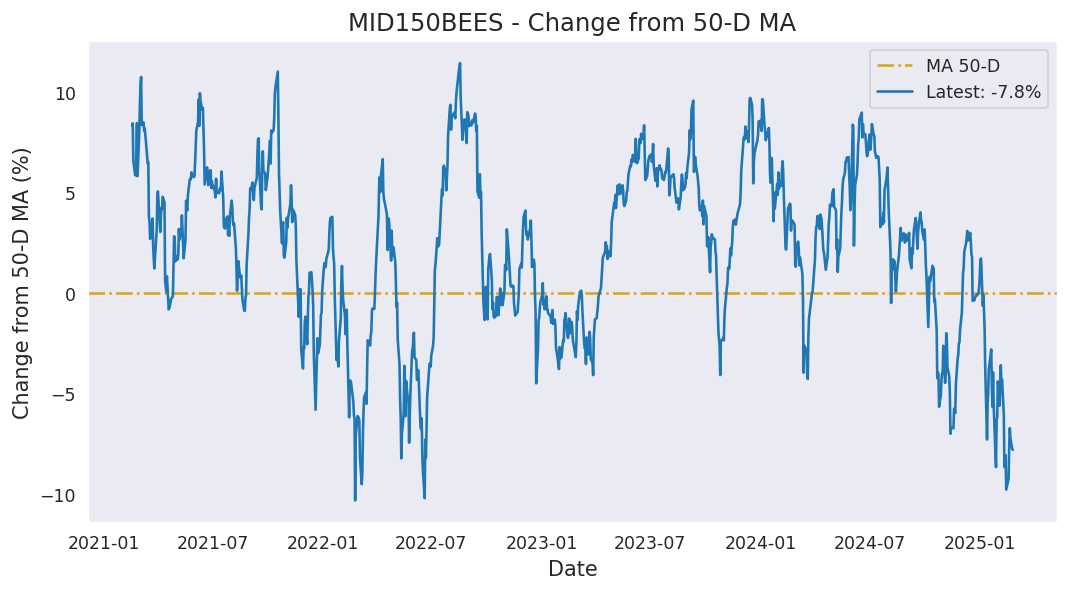 MID150BEES - Change from 50-D MA
MA 50-D
Latest: -7.8%
Change from 50-D MA (%)
10
5
0
−5
−10
2021-01 2021-07 2022-01 2022-07 2023-01 2023-07 2024-01 2024-07 2025-01
Date